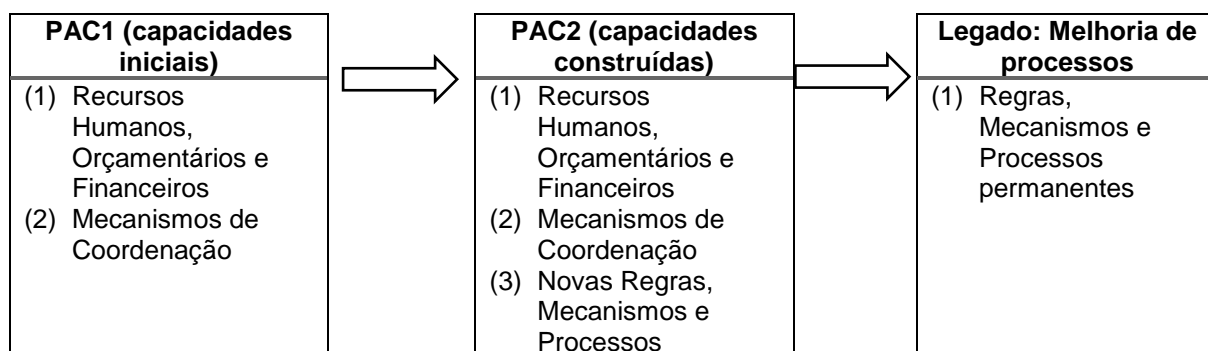 PAC1 (capacidades
iniciais)
(1) Recursos
Humanos,
Orçamentários e
Financeiros
(2) Mecanismos de
Coordenação
PAC2 (capacidades
construídas)
(1) Recursos
Humanos,
Orçamentários e
Financeiros
(2) Mecanismos de
Coordenação
(3) Novas Regras,
Mecanismos e
Processos
Legado: Melhoria de
processos
(1) Regras,
Mecanismos e
Processos
permanentes